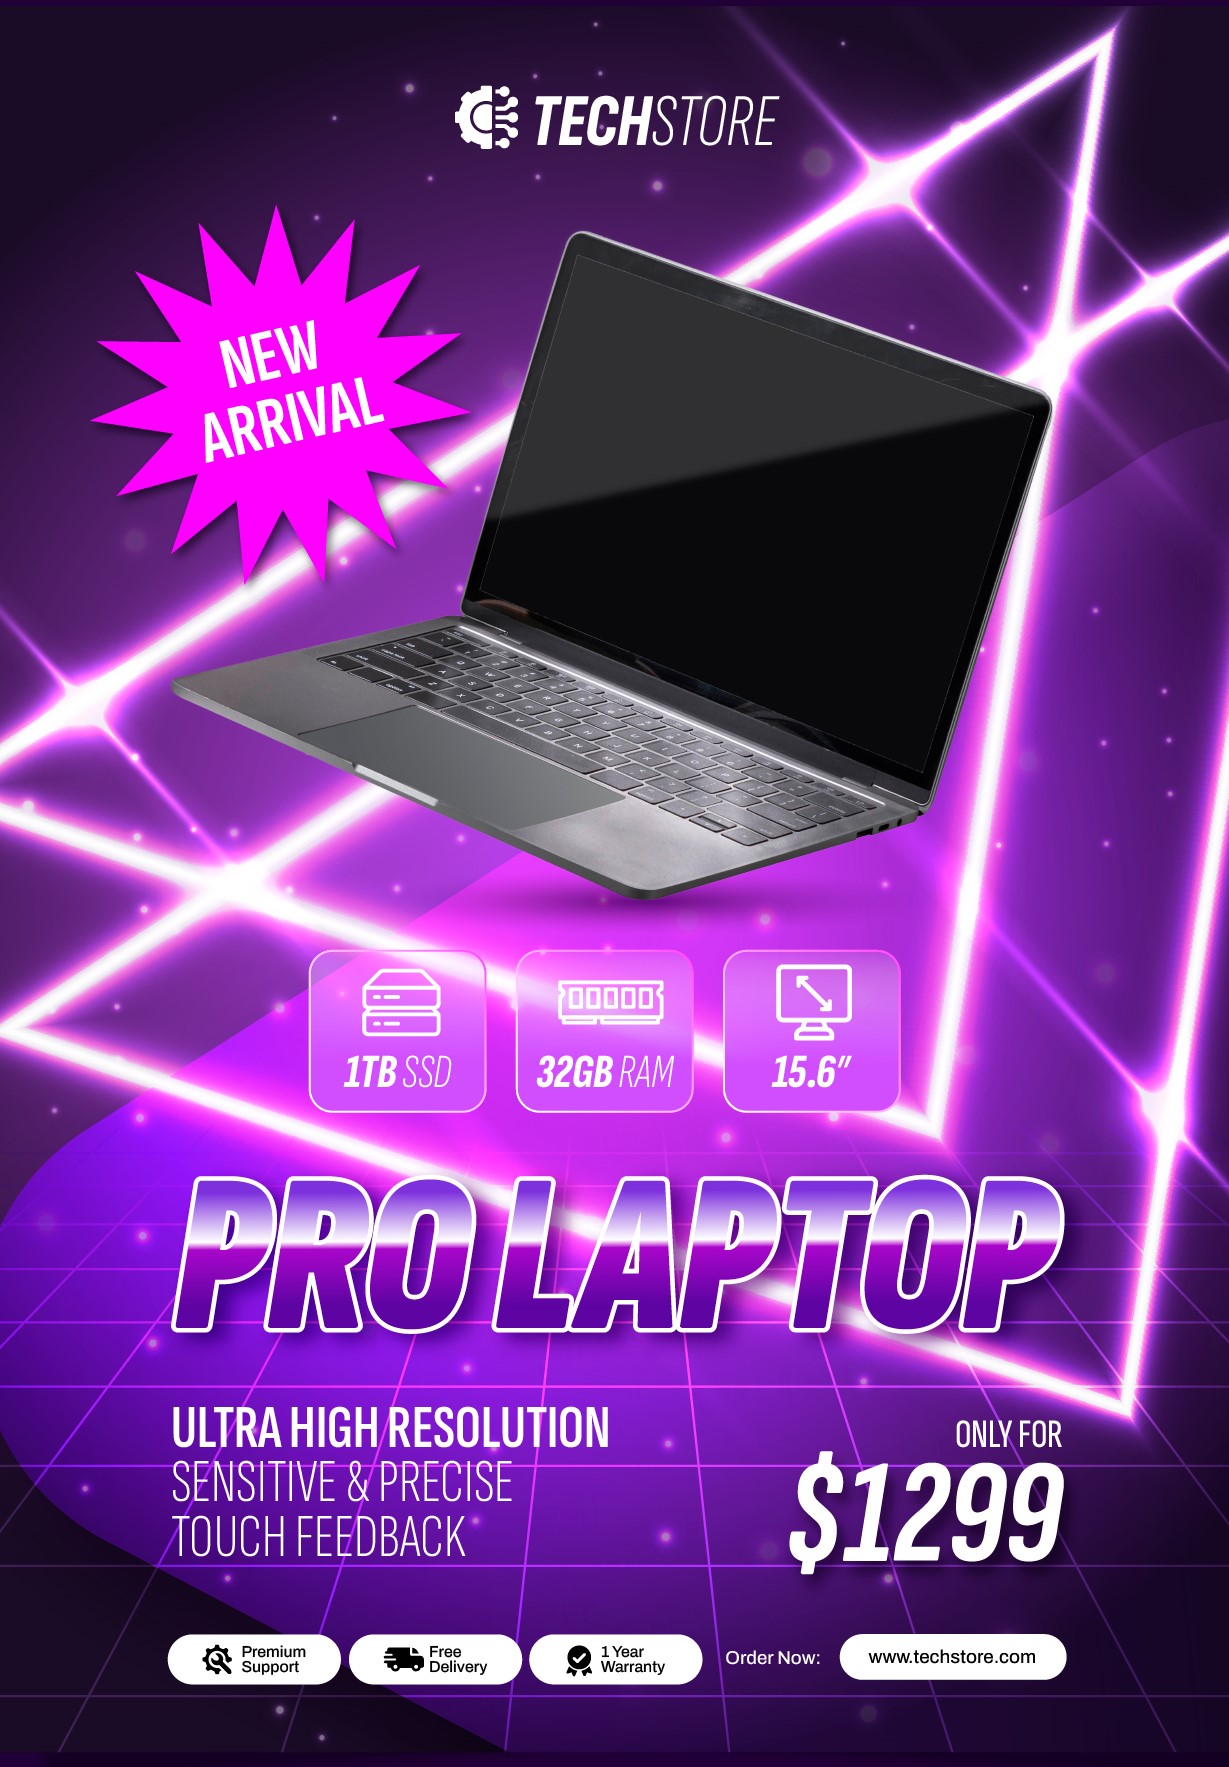 TECHSTORE
NEW
ARRIVAL
1TB SSD
32GB RAM
15.6”
PRO LAPTOP
ULTRA HIGH RESOLUTION
SENSITIVE & PRECISE
TOUCH FEEDBACK
ONLY FOR
$1299
Premium
Support
Free
Delivery
1 Year
Warranty
Order Now:
www.techstore.com